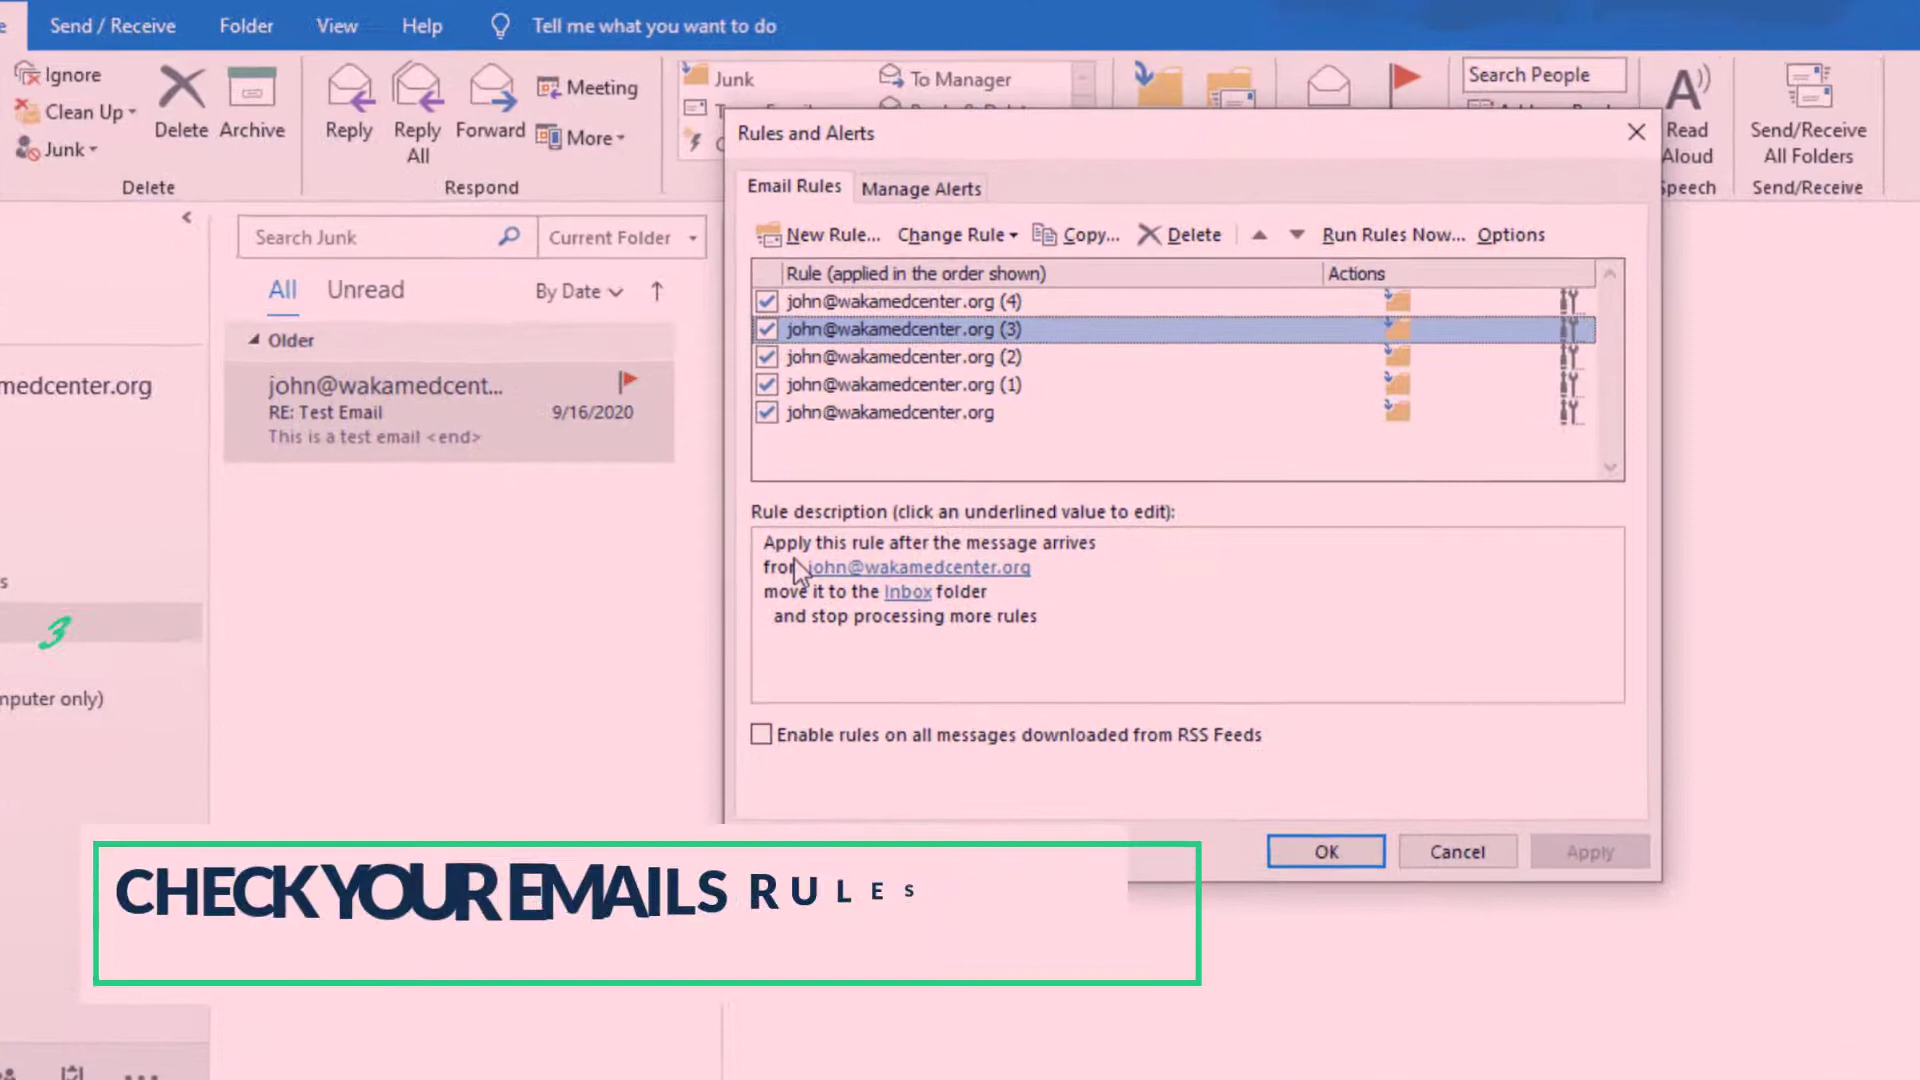 Send / Receive
Folder
View
Help
Tell me what you want to do
Ignore
Clean Up
Junk
Delete
Archive
Delete
Reply
Reply
All
Forward
Meeting
More
Respond
Junk
To Manager
Search People
Read
Aloud
Speech
Send/Receive
All Folders
Send/Receive
medcenter.org
s
3
mputer only)
Search Junk
Current Folder
All
Unread
By Date
Older
john@wakamedcent...
RE: Test Email
9/16/2020
This is a test email <end>
Rules and Alerts
Email Rules
Manage Alerts
New Rule...
Change Rule
Copy...
Delete
Run Rules Now...
Options
Rule (applied in the order shown)
Actions
john@wakamedcenter.org (4)
john@wakamedcenter.org (3)
john@wakamedcenter.org (2)
john@wakamedcenter.org (1)
john@wakamedcenter.org
Rule description (click an underlined value to edit):
Apply this rule after the message arrives
from john@wakamedcenter.org
move it to the Inbox folder
and stop processing more rules
Enable rules on all messages downloaded from RSS Feeds
OK
Cancel
Apply
CHECK YOUR EMAILS RULES